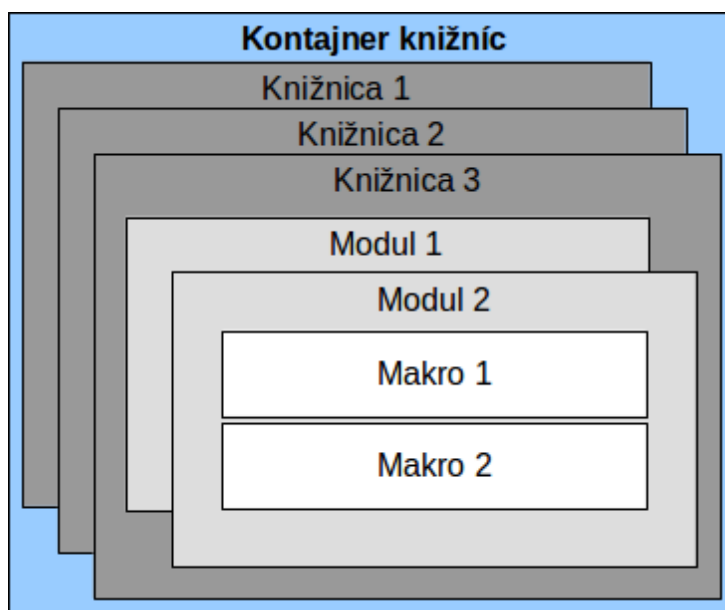 Kontajner knižníc
Knižnica 1
Knižnica 2
Knižnica 3
Modul 1
Modul 2
Makro 1
Makro 2